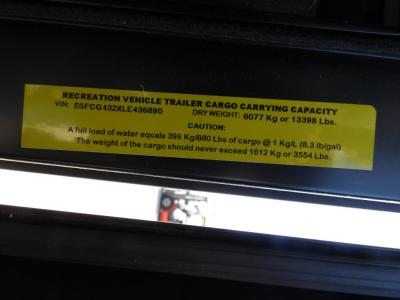 RECREATION VEHICLE TRAILER CARGO CARRYING CAPACITY
VIN: 5SFCG432XLE436890 DRY WEIGHT: 6077 Kg or 13398 Lbs.
CAUTION:
A full load of water equals 399 Kg/880 Lbs of cargo @ 1 Kg/L (8.3 lb/gal)
The weight of the cargo should never exceed 1612 Kg or 3554 Lbs.